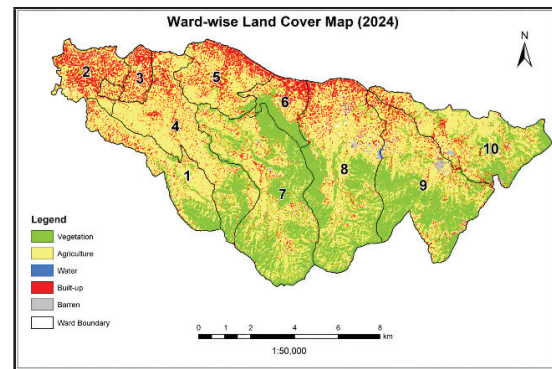 Ward-wise Land Cover Map (2024)
N
2
3
5
6
4
10
1
7
8
9
Legend
Vegetation
Agriculture
Water
Built-up
Barren
Ward Boundary
0 1 2 4 6 8
km
1:50,000